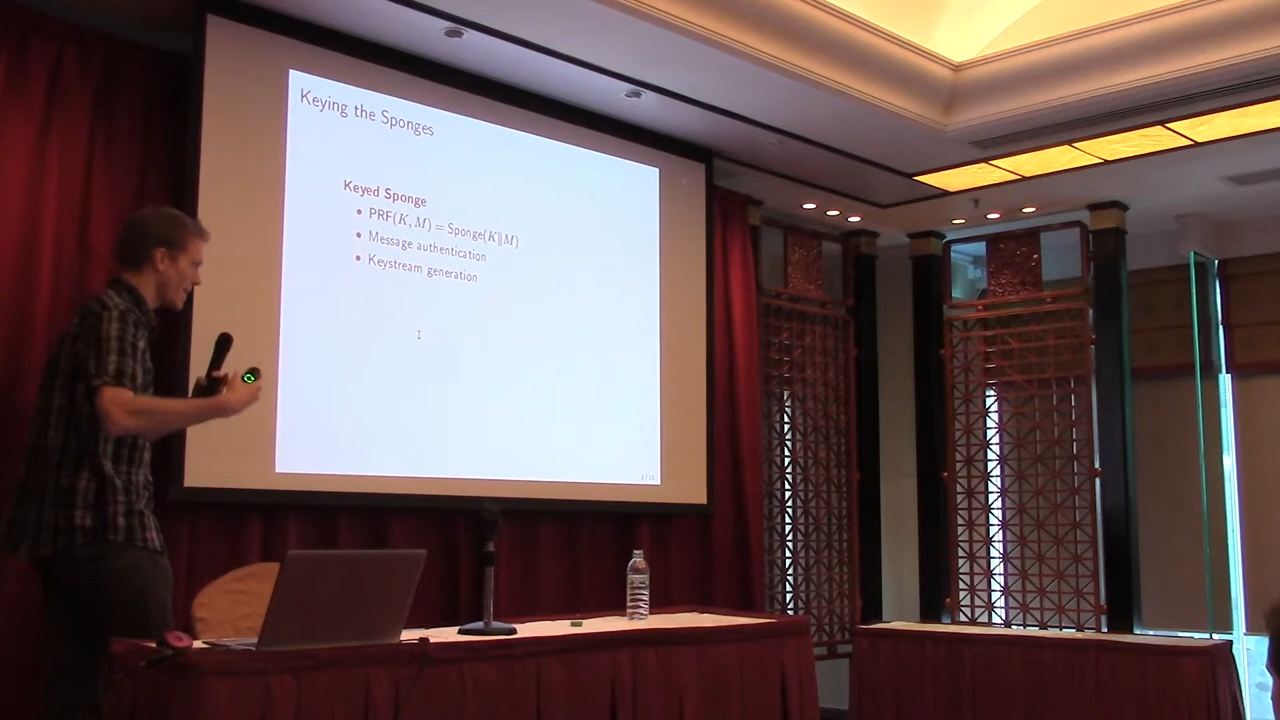 Keying the Sponges
Keyed Sponge
• PRF(K, M) = Sponge(K‖M)
• Message authentication
• Keystream generation